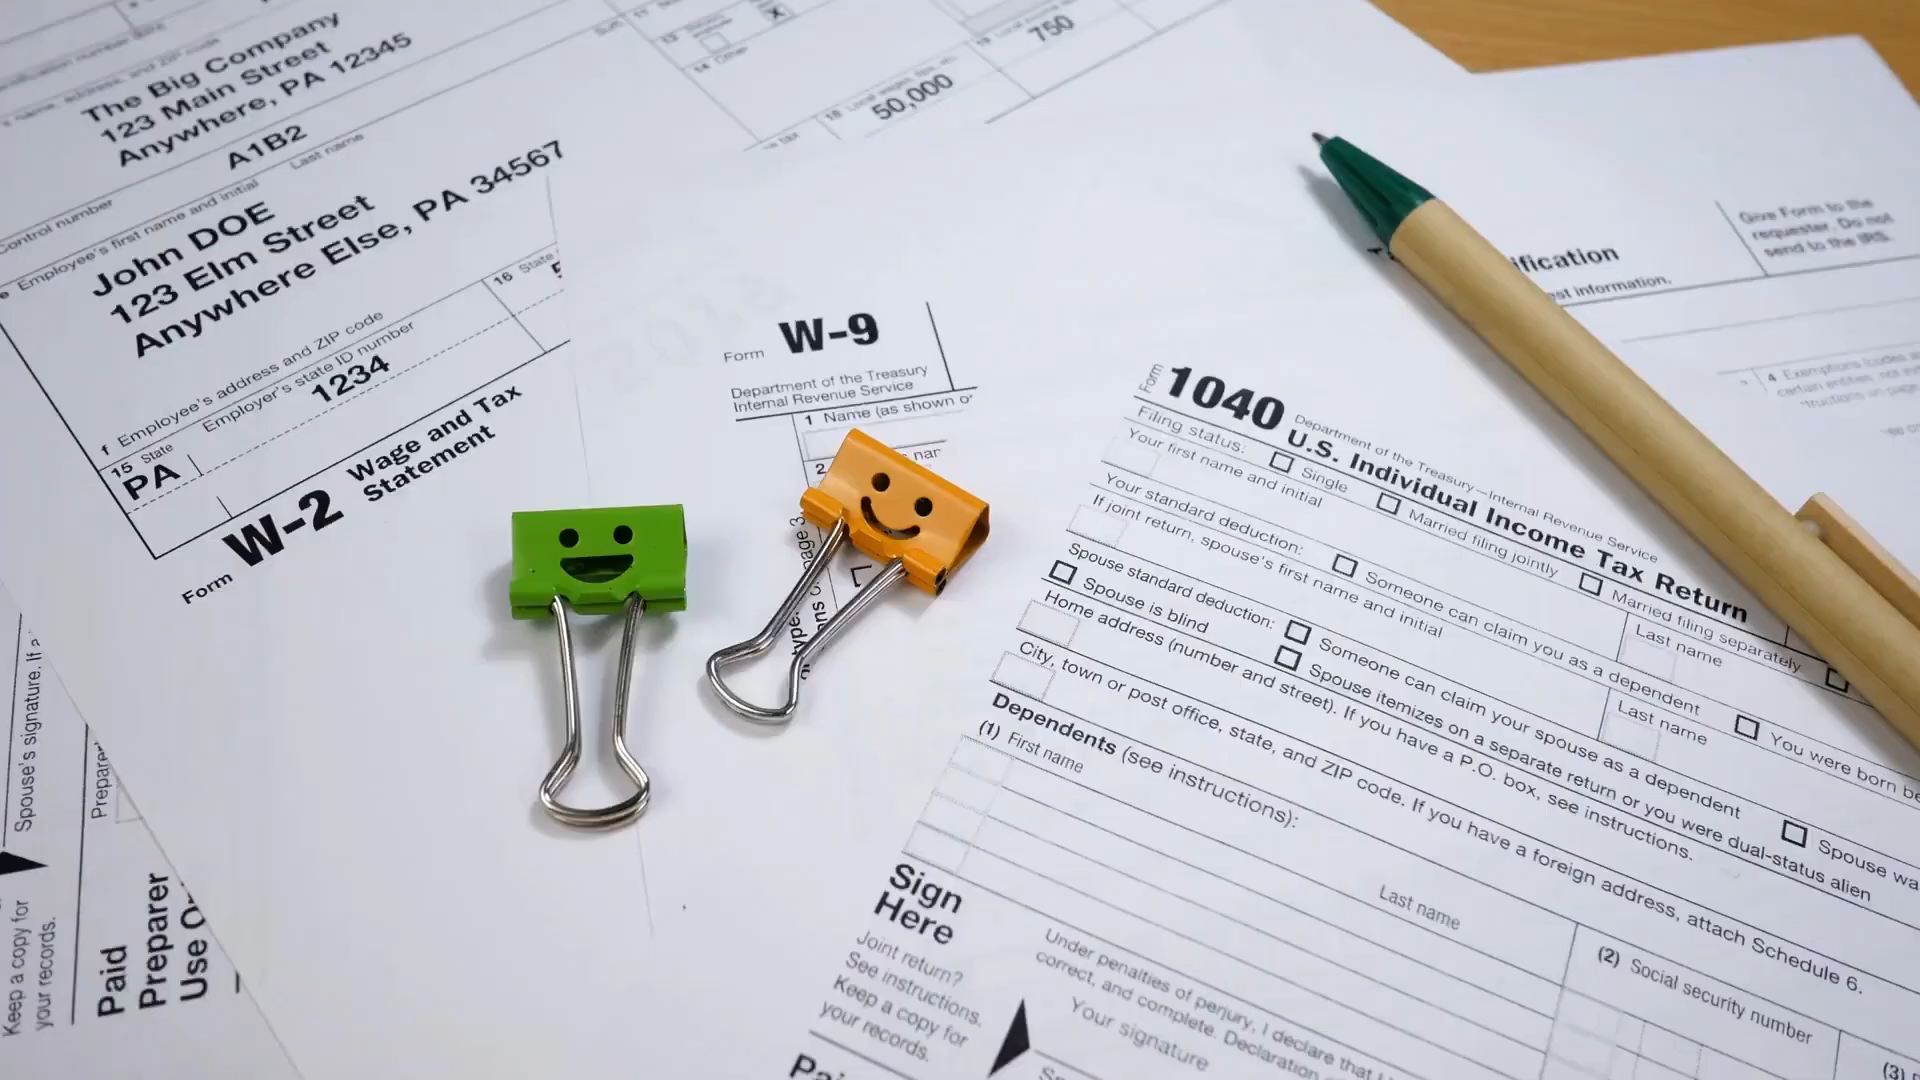 The Big Company
123 Main Street
Anywhere, PA 12345
A1B2
Control number
Employee's first name and initial
Last name
John DOE
123 Elm Street
Anywhere Else, PA 34567
f Employee's address and ZIP code
15 State
Employer's state ID number
16 State
PA
1234
Form W-2 Wage and Tax
Statement
14 Other
X
50,000
750
Form W-9
Department of the Treasury
Internal Revenue Service
1 Name (as shown o
2
Give Form to the
requester. Do not
send to the IRS.
ification
est information.
4 Exemptions
Form 1040 Department of the Treasury—Internal Revenue Service
U.S. Individual Income Tax Return
Filing status:
Single
Married filing jointly
Married filing separately
Your first name and initial
Last name
Your standard deduction:
Someone can claim you as a dependent
You were born be
If joint return, spouse's first name and initial
Last name
Spouse standard deduction:
Someone can claim your spouse as a dependent
Spouse wa
Spouse is blind
Spouse itemizes on a separate return or you were dual-status alien
Home address (number and street). If you have a P.O. box, see instructions.
City, town or post office, state, and ZIP code. If you have a foreign address, attach Schedule 6.
Dependents (see instructions):
(1) First name
Last name
(2) Social security number
(3)
Sign
Here
Joint return?
See instructions.
Keep a copy for
your records.
Under penalties of perjury, I declare that
correct, and complete. Declaration
Your signature
Spouse's signature. If
Keep a copy for
your records.
Paid
Preparer
Use